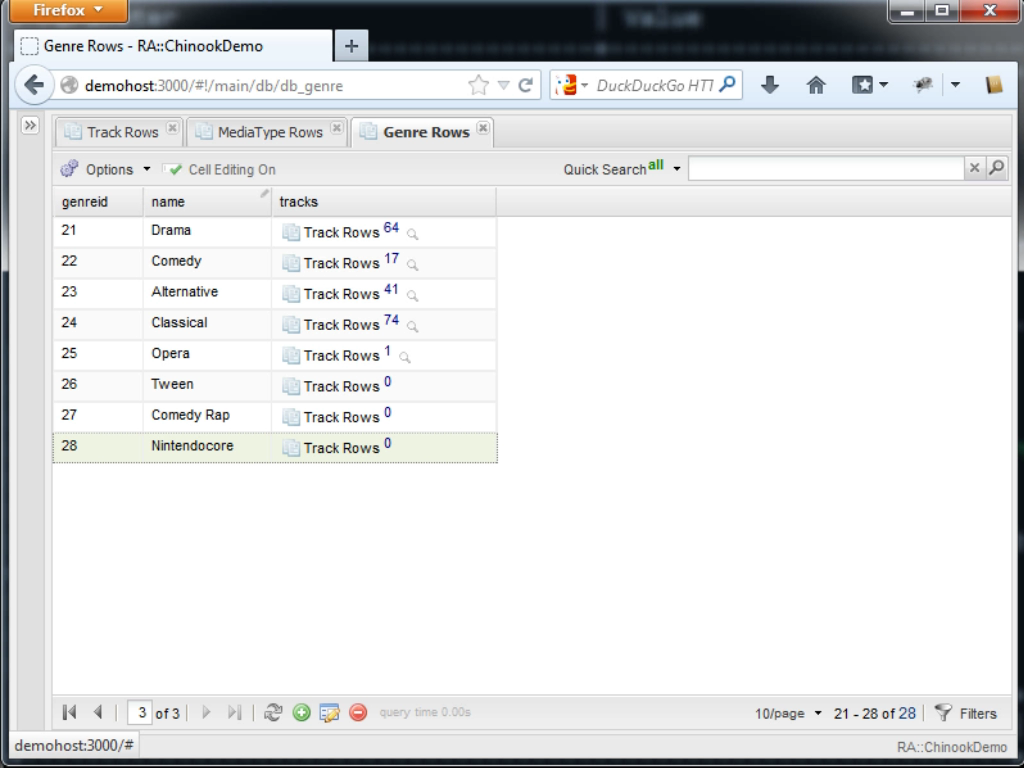 Firefox
Value
Genre Rows - RA::ChinookDemo
demohost:3000/#!/main/db/db_genre
DuckDuckGo HTT
Track Rows MediaType Rows Genre Rows
Options Cell Editing On Quick Search all
genreid name tracks
21 Drama Track Rows 64
22 Comedy Track Rows 17
23 Alternative Track Rows 41
24 Classical Track Rows 74
25 Opera Track Rows 1
26 Tween Track Rows 0
27 Comedy Rap Track Rows 0
28 Nintendocore Track Rows 0
3 of 3 query time 0.00s 10/page 21 - 28 of 28 Filters
demohost:3000/# RA::ChinookDemo